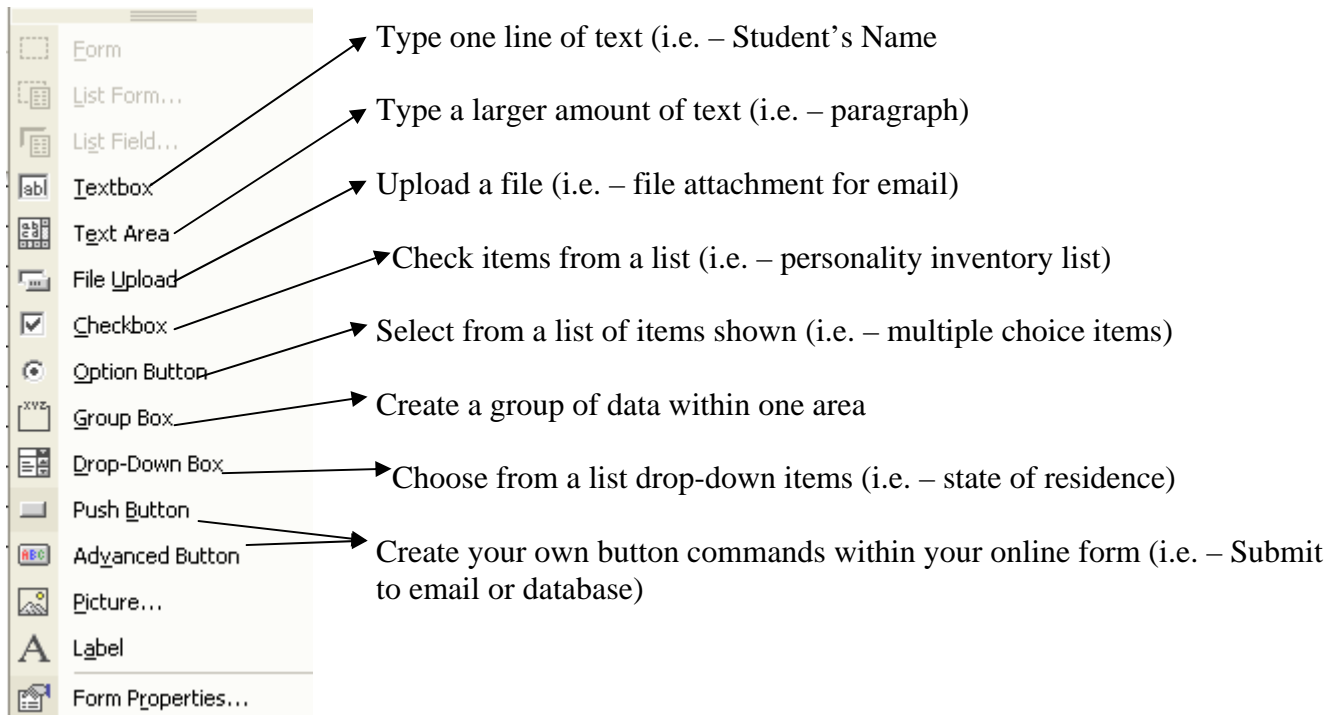 Form
Type one line of text (i.e. – Student’s Name
List Form...
Type a larger amount of text (i.e. – paragraph)
List Field...
abl Textbox
Upload a file (i.e. – file attachment for email)
Text Area
Check items from a list (i.e. – personality inventory list)
File Upload
Checkbox
Select from a list of items shown (i.e. – multiple choice items)
Option Button
XYZ Group Box
Create a group of data within one area
Drop-Down Box
Choose from a list drop-down items (i.e. – state of residence)
Push Button
ABC Advanced Button
Create your own button commands within your online form (i.e. – Submit
to email or database)
Picture...
A Label
Form Properties...